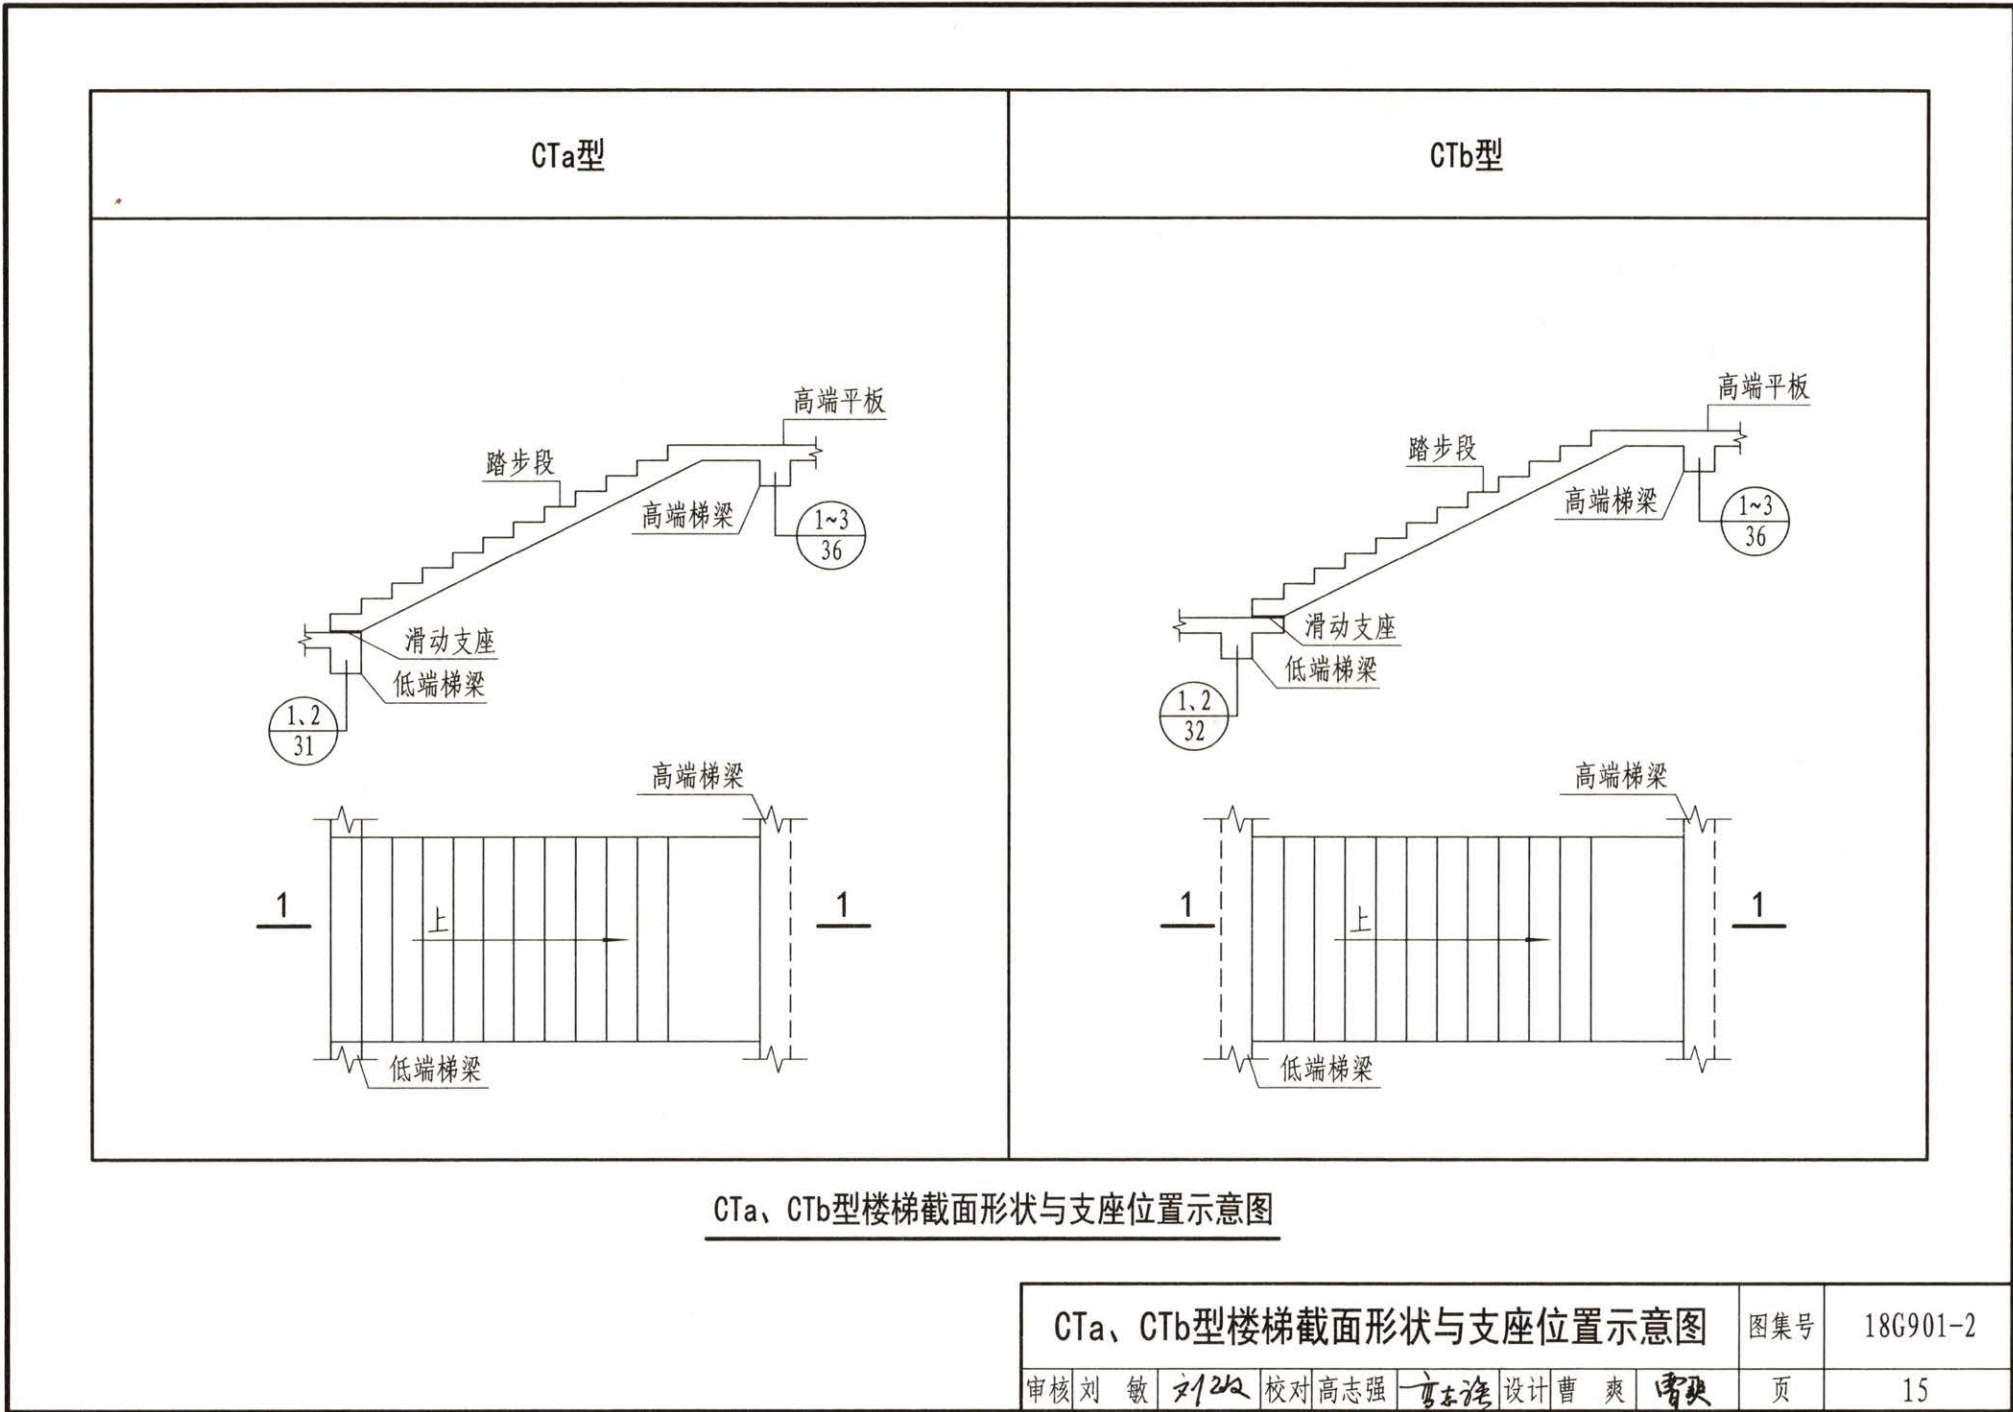 CTa型
CTb型
高端平板
踏步段
高端梯梁
1~3
36
滑动支座
低端梯梁
1、2
31
高端梯梁
1
上
1
低端梯梁
高端平板
踏步段
高端梯梁
1~3
36
滑动支座
低端梯梁
1、2
32
高端梯梁
1
上
1
低端梯梁
CTa、CTb型楼梯截面形状与支座位置示意图
CTa、CTb型楼梯截面形状与支座位置示意图 图集号 18G901-2
审核 刘 敏 刘敏 校对 高志强 高志强 设计 曹 爽 曹爽 页 15